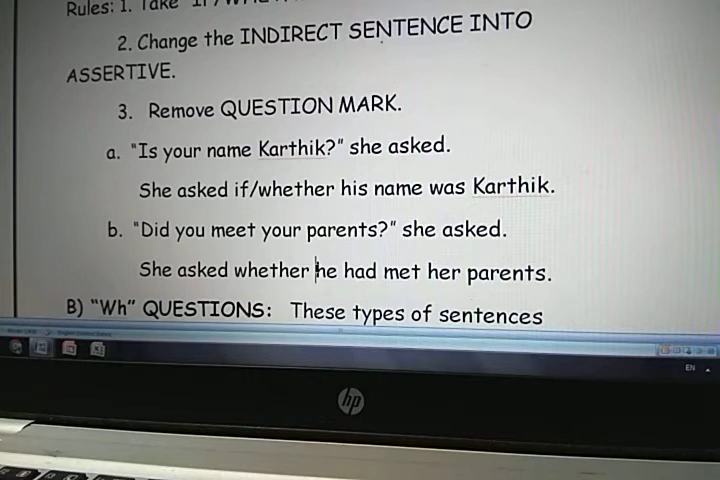 Rules: 1. Take
2. Change the INDIRECT SENTENCE INTO
ASSERTIVE.
3. Remove QUESTION MARK.
a. "Is your name Karthik?" she asked.
She asked if/whether his name was Karthik.
b. "Did you meet your parents?" she asked.
She asked whether he had met her parents.
B) "Wh" QUESTIONS: These types of sentences
EN
hp